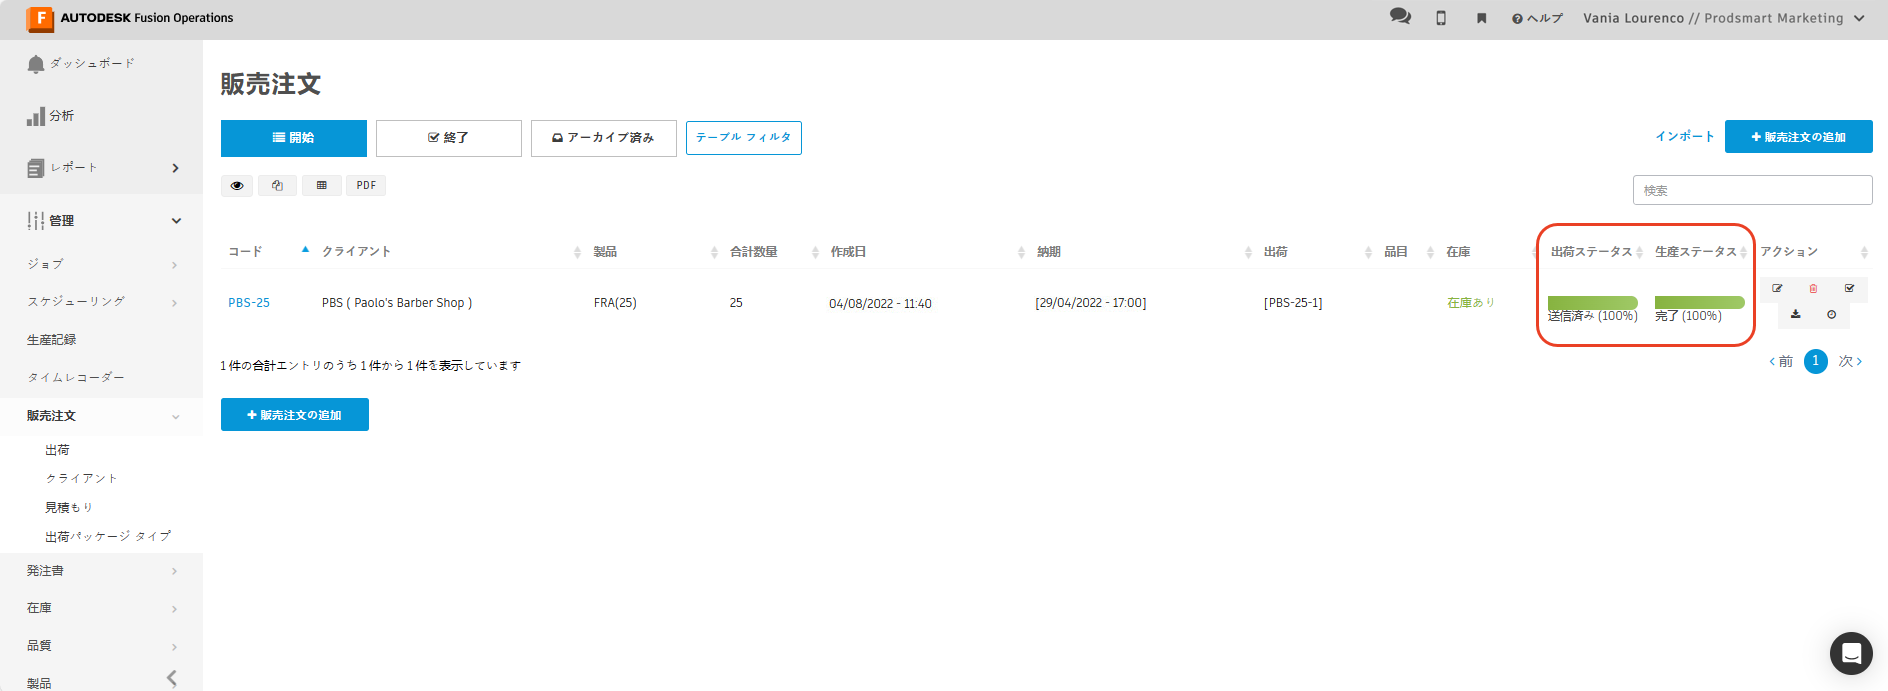 F AUTODESK Fusion Operations
ヘルプ
Vania Lourenco // Prodsmart Marketing
ダッシュボード
分析
レポート
管理
ジョブ
スケジューリング
生産記録
タイムレコーダー
販売注文
出荷
クライアント
見積もり
出荷パッケージ タイプ
発注書
在庫
品質
製品
販売注文
開始
終了
アーカイブ済み
テーブル フィルタ
インポート
販売注文の追加
PDF
検索
コード クライアント 製品 合計数量 作成日 納期 出荷 品目 在庫 出荷ステータス 生産ステータス アクション
PBS-25 PBS ( Paolo's Barber Shop ) FRA(25) 25 04/08/2022 - 11:40 [29/04/2022 - 17:00] [PBS-25-1] 在庫あり 送信済み (100%) 完了 (100%)
1 件の合計エントリのうち 1 件から 1 件を表示しています
前 1 次
販売注文の追加